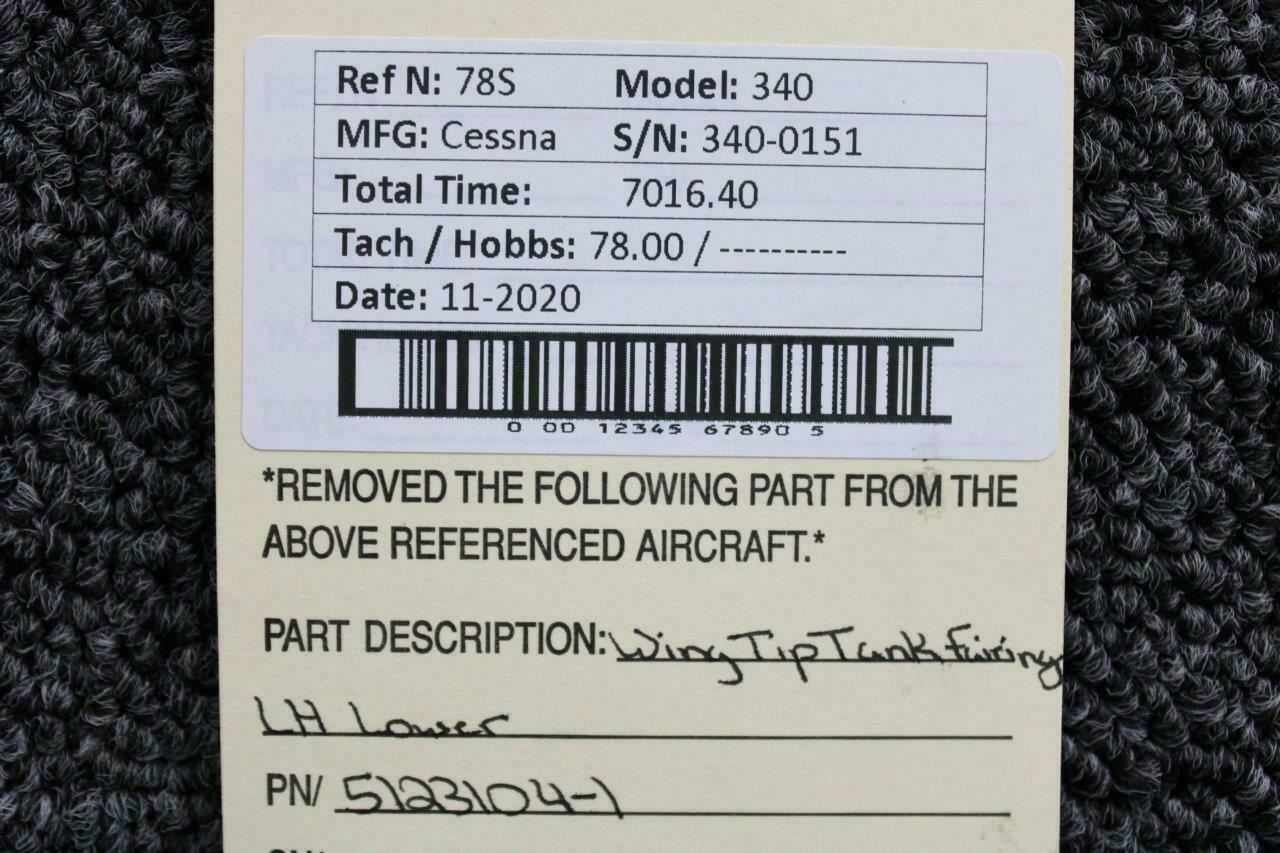 Ref N: 78S Model: 340
MFG: Cessna S/N: 340-0151
Total Time: 7016.40
Tach / Hobbs: 78.00 / ----------
Date: 11-2020
0 00 12345 67890 5
*REMOVED THE FOLLOWING PART FROM THE
ABOVE REFERENCED AIRCRAFT.*
PART DESCRIPTION: Wing Tip Tank Fairing
LH Lower
PN/ 5123104-1